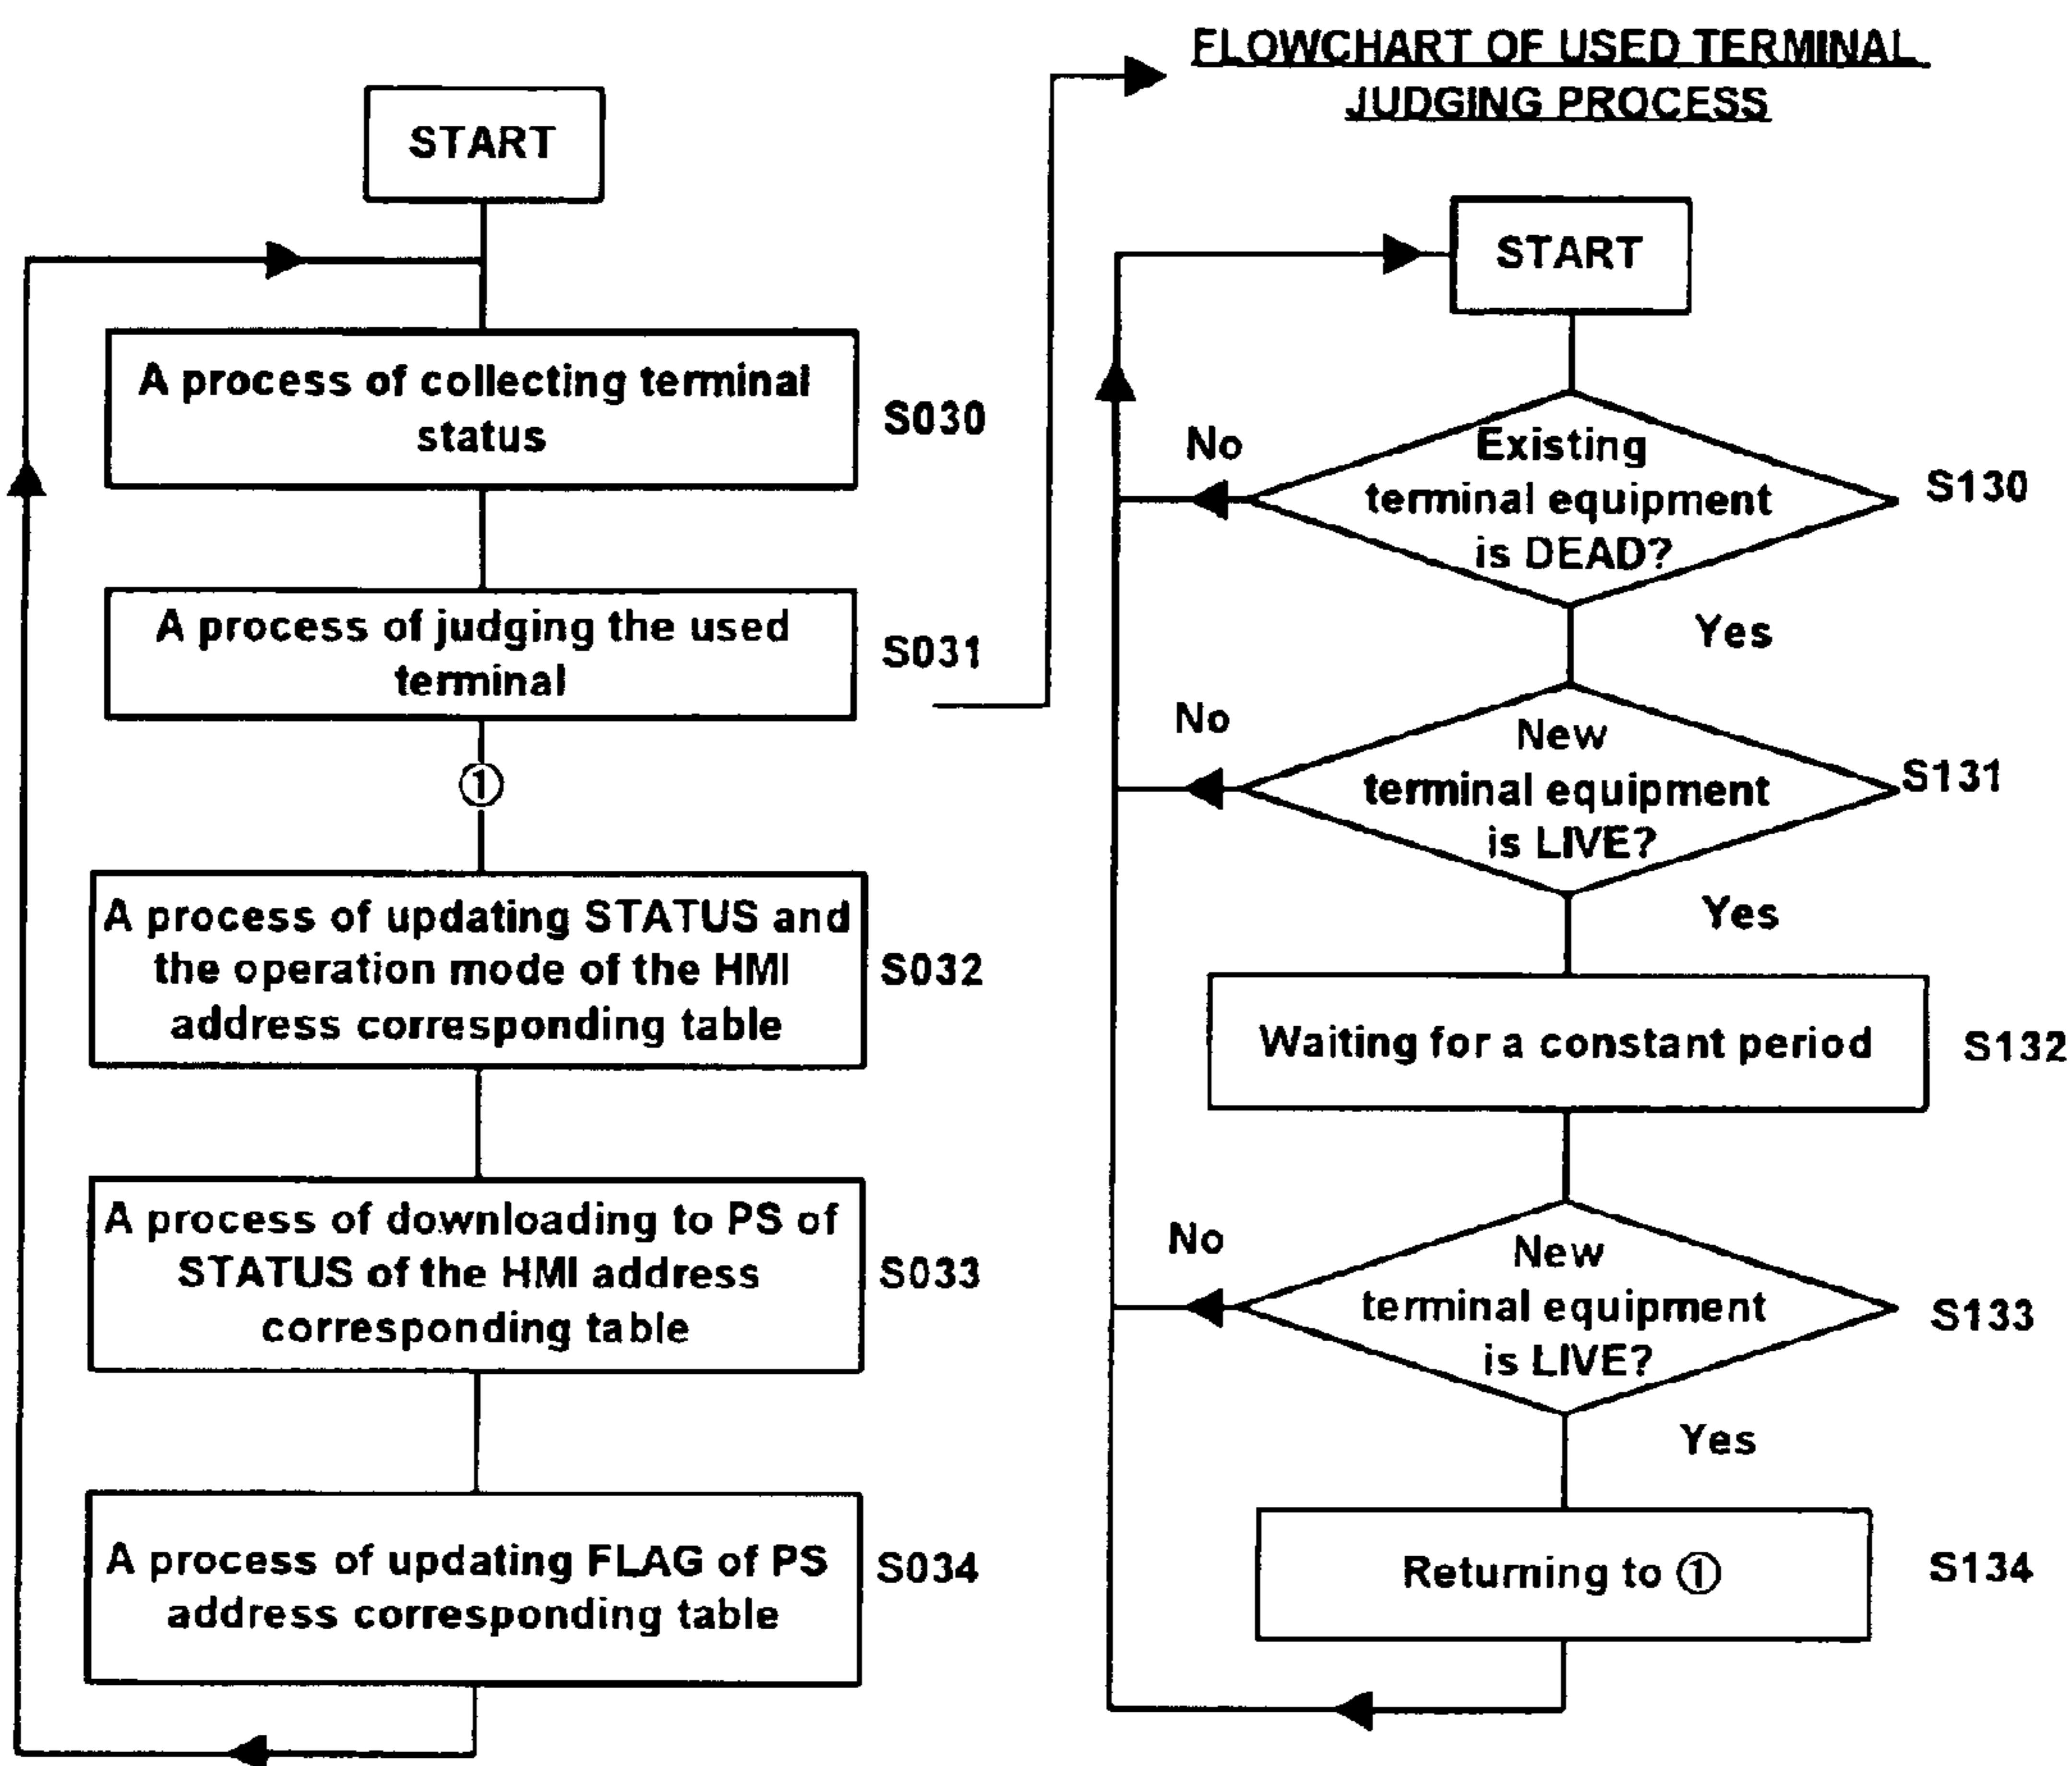 START
A process of collecting terminal
status
S030
A process of judging the used
terminal
S031
①
A process of updating STATUS and
the operation mode of the HMI
address corresponding table
S032
A process of downloading to PS of
STATUS of the HMI address
corresponding table
S033
A process of updating FLAG of PS
address corresponding table
S034
FLOWCHART OF USED TERMINAL
JUDGING PROCESS
START
Existing
terminal equipment
is DEAD?
S130
No
Yes
New
terminal equipment
is LIVE?
S131
No
Yes
Waiting for a constant period
S132
New
terminal equipment
is LIVE?
S133
No
Yes
Returning to ①
S134